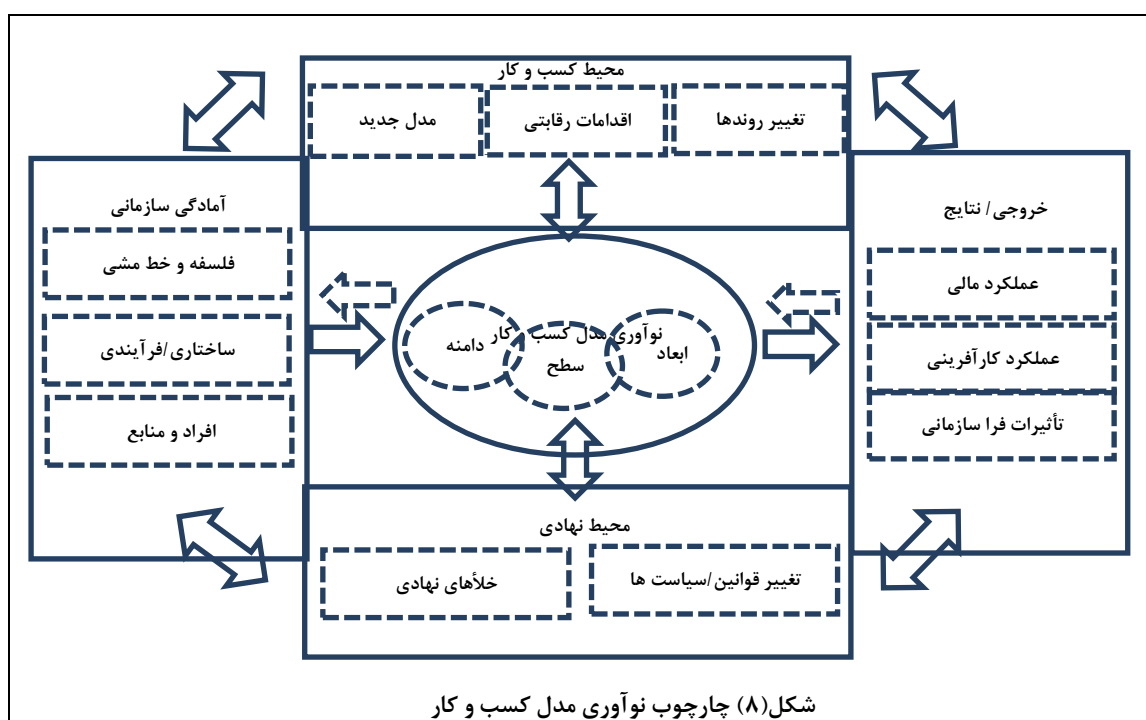 محیط کسب و کار
تغییر روندها
اقدامات رقابتی
مدل جدید
خروجی/ نتایج
عملکرد مالی
عملکرد کارآفرینی
تأثیرات فرا سازمانی
نوآوری مدل کسب و کار
ابعاد
سطح
دامنه
آمادگی سازمانی
فلسفه و خط مشی
ساختاری/فرآیندی
افراد و منابع
محیط نهادی
تغییر قوانین/سیاست ها
خلأهای نهادی
شکل(۸) چارچوب نوآوری مدل کسب و کار